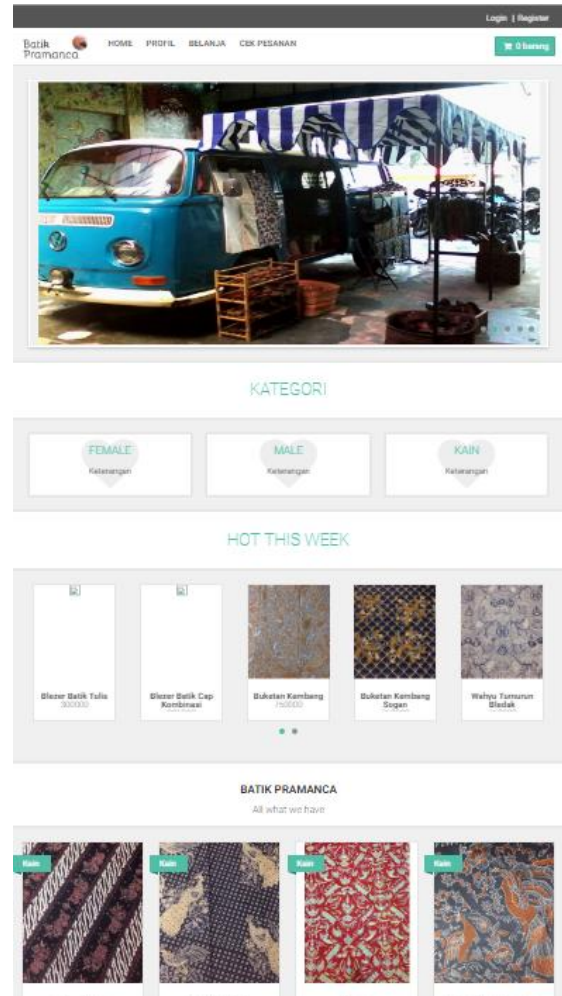 Login | Register
Batik
Pramanca
HOME PROFIL BELANJA CEK PESANAN
0 barang
KATEGORI
FEMALE MALE KAIN
Keterangan Keterangan Keterangan
HOT THIS WEEK
Blezer Batik Tulis
300000
Blezer Batik Cap
Kombinasi
Buketan Kembang
750000
Buketan Kembang
Sogan
Wahyu Tumurun
Bledak
BATIK PRAMANCA
All what we have
Kain Kain Kain Kain